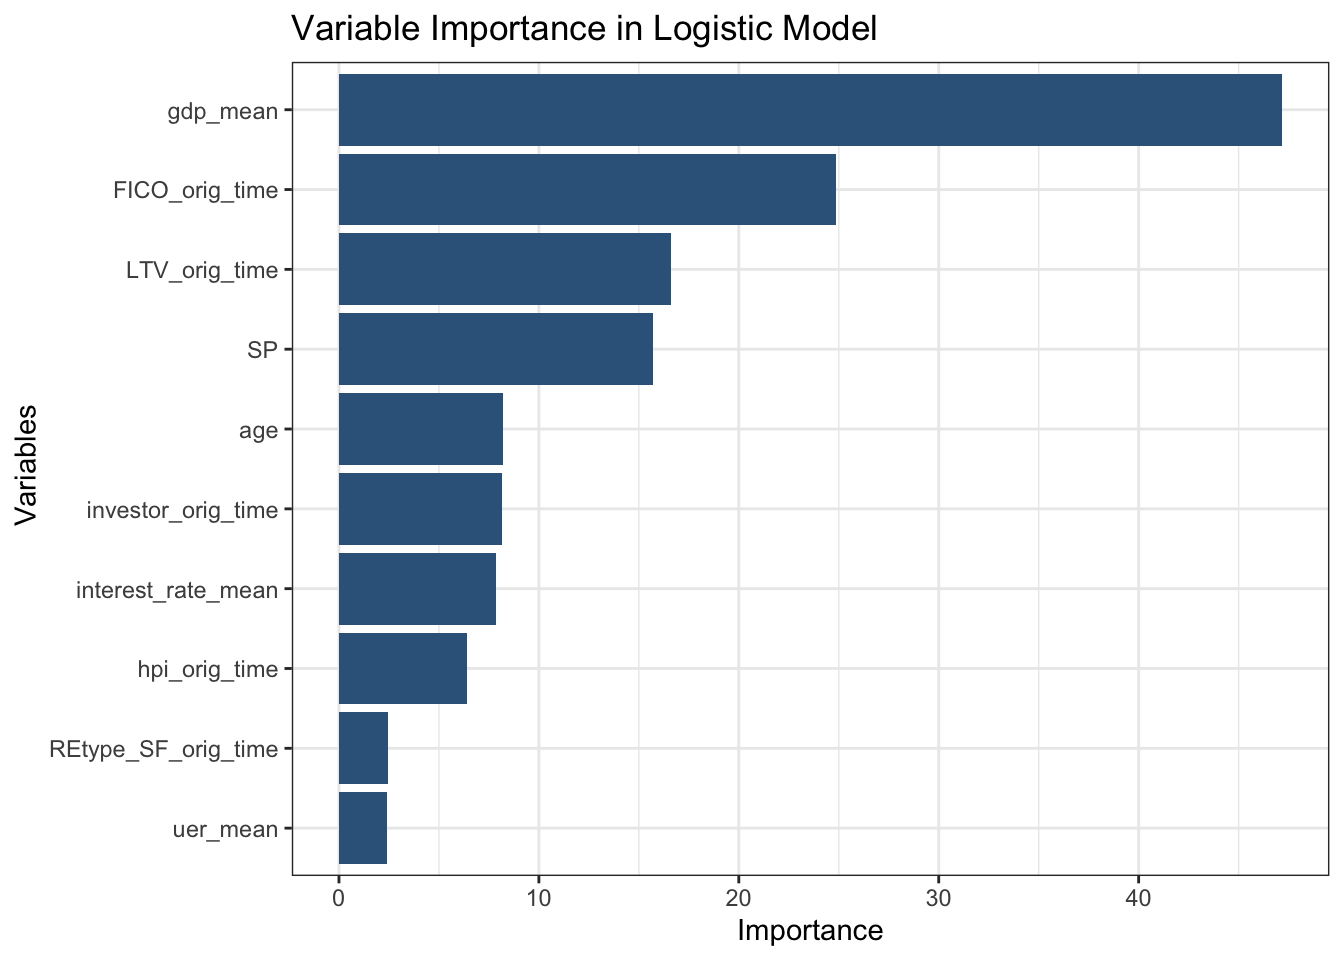 Variable Importance in Logistic Model
gdp_mean
FICO_orig_time
LTV_orig_time
SP
age
investor_orig_time
interest_rate_mean
hpi_orig_time
REtype_SF_orig_time
uer_mean
Variables
0 10 20 30 40
Importance